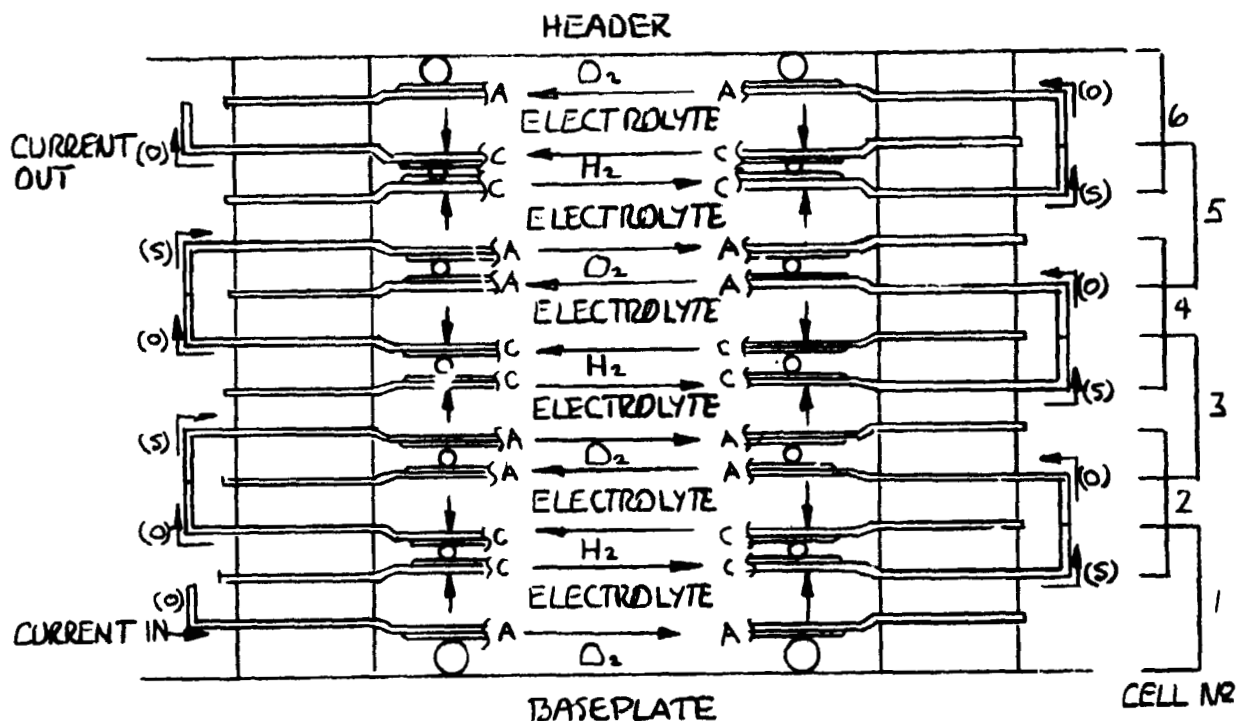 HEADER
O₂
A A (O)
ELECTROLYTE
6
CURRENT (O)
OUT
C C
H₂
C C (S)
ELECTROLYTE
5
(S) A A
O₂
A A (O)
ELECTROLYTE
4
(O) C C
H₂
C C (S)
ELECTROLYTE
3
(S) A A
O₂
A A (O)
ELECTROLYTE
2
(O) C C
H₂
C C (S)
ELECTROLYTE
1
(O)
CURRENT IN A A
O₂
BASEPLATE
CELL Nº